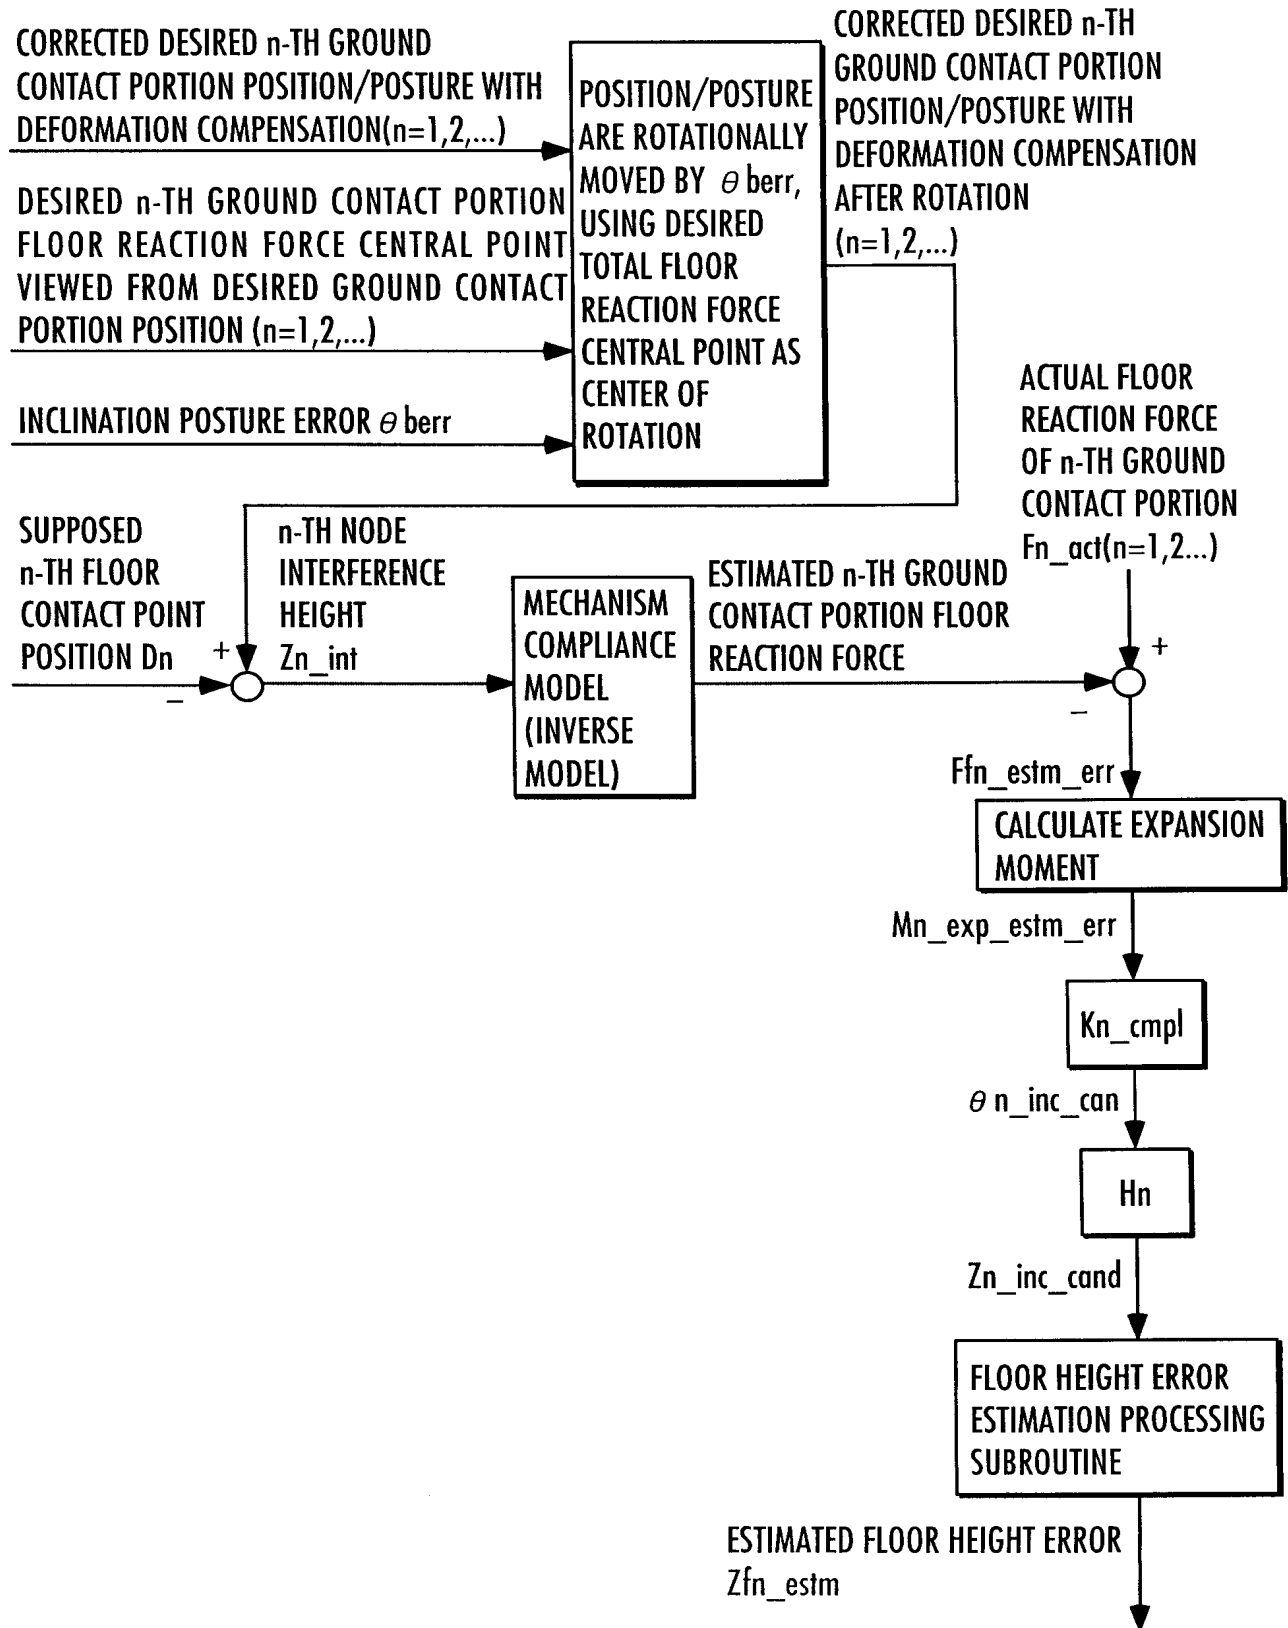 CORRECTED DESIRED n-TH GROUND
CONTACT PORTION POSITION/POSTURE WITH
DEFORMATION COMPENSATION(n=1,2,...)
DESIRED n-TH GROUND CONTACT PORTION
FLOOR REACTION FORCE CENTRAL POINT
VIEWED FROM DESIRED GROUND CONTACT
PORTION POSITION (n=1,2,...)
INCLINATION POSTURE ERROR θ berr
POSITION/POSTURE
ARE ROTATIONALLY
MOVED BY θ berr,
USING DESIRED
TOTAL FLOOR
REACTION FORCE
CENTRAL POINT AS
CENTER OF
ROTATION
CORRECTED DESIRED n-TH
GROUND CONTACT PORTION
POSITION/POSTURE WITH
DEFORMATION COMPENSATION
AFTER ROTATION
(n=1,2,...)
ACTUAL FLOOR
REACTION FORCE
OF n-TH GROUND
CONTACT PORTION
Fn_act(n=1,2...)
SUPPOSED
n-TH FLOOR
CONTACT POINT
POSITION Dn
+
−
n-TH NODE
INTERFERENCE
HEIGHT
Zn_int
MECHANISM
COMPLIANCE
MODEL
(INVERSE
MODEL)
ESTIMATED n-TH GROUND
CONTACT PORTION FLOOR
REACTION FORCE
+
−
Ffn_estm_err
CALCULATE EXPANSION
MOMENT
Mn_exp_estm_err
Kn_cmpl
θ n_inc_can
Hn
Zn_inc_cand
FLOOR HEIGHT ERROR
ESTIMATION PROCESSING
SUBROUTINE
ESTIMATED FLOOR HEIGHT ERROR
Zfn_estm